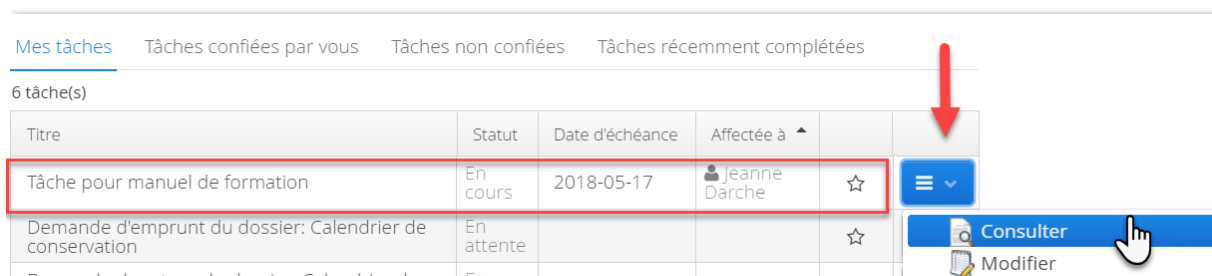 Mes tâches Tâches confiées par vous Tâches non confiées Tâches récemment complétées
6 tâche(s)
Titre Statut Date d'échéance Affectée à
Tâche pour manuel de formation En cours 2018-05-17 Jeanne Darche
Demande d'emprunt du dossier: Calendrier de conservation En attente
Consulter
Modifier